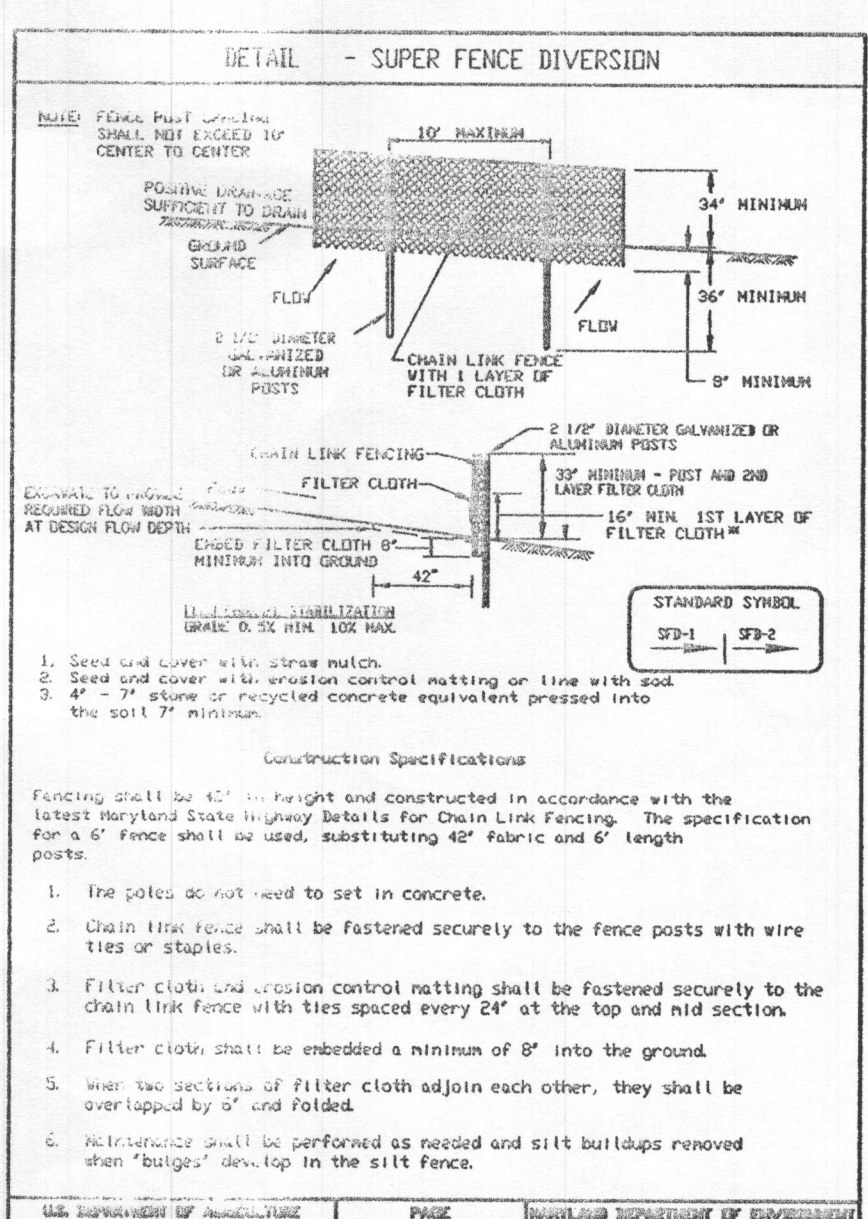 DETAIL - SUPER FENCE DIVERSION
NOTE: FENCE POST SPACING
SHALL NOT EXCEED 10'
CENTER TO CENTER
10' MAXIMUM
POSITIVE DRAINAGE
SUFFICIENT TO DRAIN
GROUND
SURFACE
34" MINIMUM
36" MINIMUM
FLOW
FLOW
2 1/2" DIAMETER
GALVANIZED
OR ALUMINUM
POSTS
CHAIN LINK FENCE
WITH 1 LAYER OF
FILTER CLOTH
8" MINIMUM
2 1/2" DIAMETER GALVANIZED OR
ALUMINUM POSTS
CHAIN LINK FENCING
FILTER CLOTH
33" MINIMUM - POST AND 2ND
LAYER FILTER CLOTH
EXCAVATE TO PROVIDE
REQUIRED FLOW WIDTH
AT DESIGN FLOW DEPTH
16" MIN. 1ST LAYER OF
FILTER CLOTH**
EMBED FILTER CLOTH 8"
MINIMUM INTO GROUND
42"
STABILIZATION
GRADE 0.5% MIN. 10% MAX.
STANDARD SYMBOL
SFD-1 SFD-2
1. Seed and cover with straw mulch.
2. Seed and cover with erosion control matting or line with sod.
3. 4" - 7" stone or recycled concrete equivalent pressed into
the soil 7" minimum.
Construction Specifications
Fencing shall be 42" in height and constructed in accordance with the
latest Maryland State Highway Details for Chain Link Fencing. The specification
for a 6' fence shall be used, substituting 42" fabric and 6' length
posts.
1. The poles do not need to set in concrete.
2. Chain link fence shall be fastened securely to the fence posts with wire
ties or staples.
3. Filter cloth and erosion control matting shall be fastened securely to the
chain link fence with ties spaced every 24" at the top and mid section.
4. Filter cloth shall be embedded a minimum of 8" into the ground.
5. When two sections of filter cloth adjoin each other, they shall be
overlapped by 6" and folded.
6. Maintenance shall be performed as needed and silt buildups removed
when "bulges" develop in the silt fence.
U.S. DEPARTMENT OF AGRICULTURE PAGE MARYLAND DEPARTMENT OF ENVIRONMENT